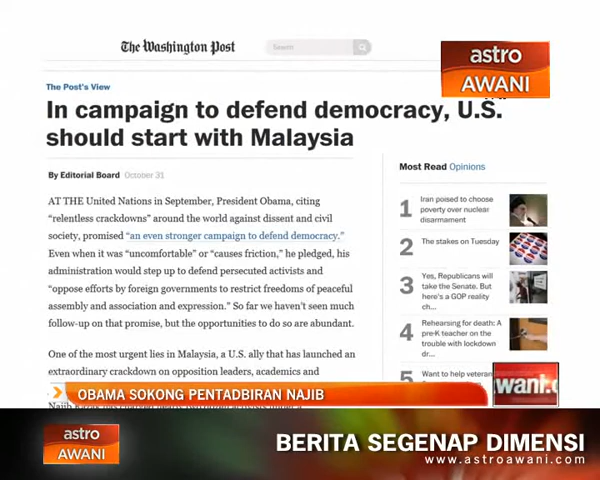 The Washington Post
Search
astro
AWANI
The Post's View
In campaign to defend democracy, U.S.
should start with Malaysia
By Editorial Board October 31
AT THE United Nations in September, President Obama, citing
“relentless crackdowns” around the world against dissent and civil
society, promised “an even stronger campaign to defend democracy.”
Even when it was “uncomfortable” or “causes friction,” he pledged, his
administration would step up to defend persecuted activists and
“oppose efforts by foreign governments to restrict freedoms of peaceful
assembly and association and expression.” So far we haven't seen much
follow-up on that promise, but the opportunities to do so are abundant.
One of the most urgent lies in Malaysia, a U.S. ally that has launched an
extraordinary crackdown on opposition leaders, academics and
Most Read Opinions
1 Iran poised to choose
poverty over nuclear
disarmament
2 The stakes on Tuesday
3 Yes, Republicans will
take the Senate. But
here's a GOP reality
ch...
4 Rehearsing for death: A
pre-K teacher on the
trouble with lockdown
dr...
5 Want to help veteran
OBAMA SOKONG PENTADBIRAN NAJIB
wani.c
astro
AWANI
BERITA SEGENAP DIMENSI
www.astroawani.com